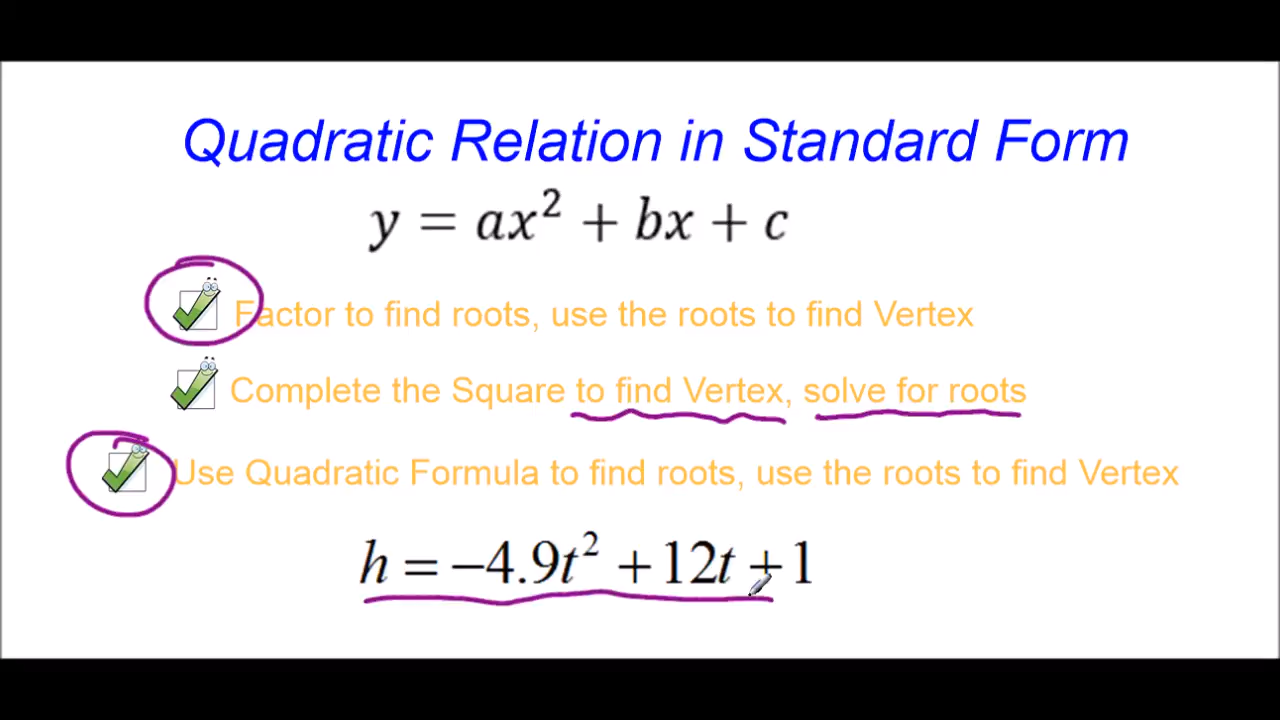 Quadratic Relation in Standard Form
y = ax² + bx + c
Factor to find roots, use the roots to find Vertex
Complete the Square to find Vertex, solve for roots
Use Quadratic Formula to find roots, use the roots to find Vertex
h = −4.9t² + 12t + 1